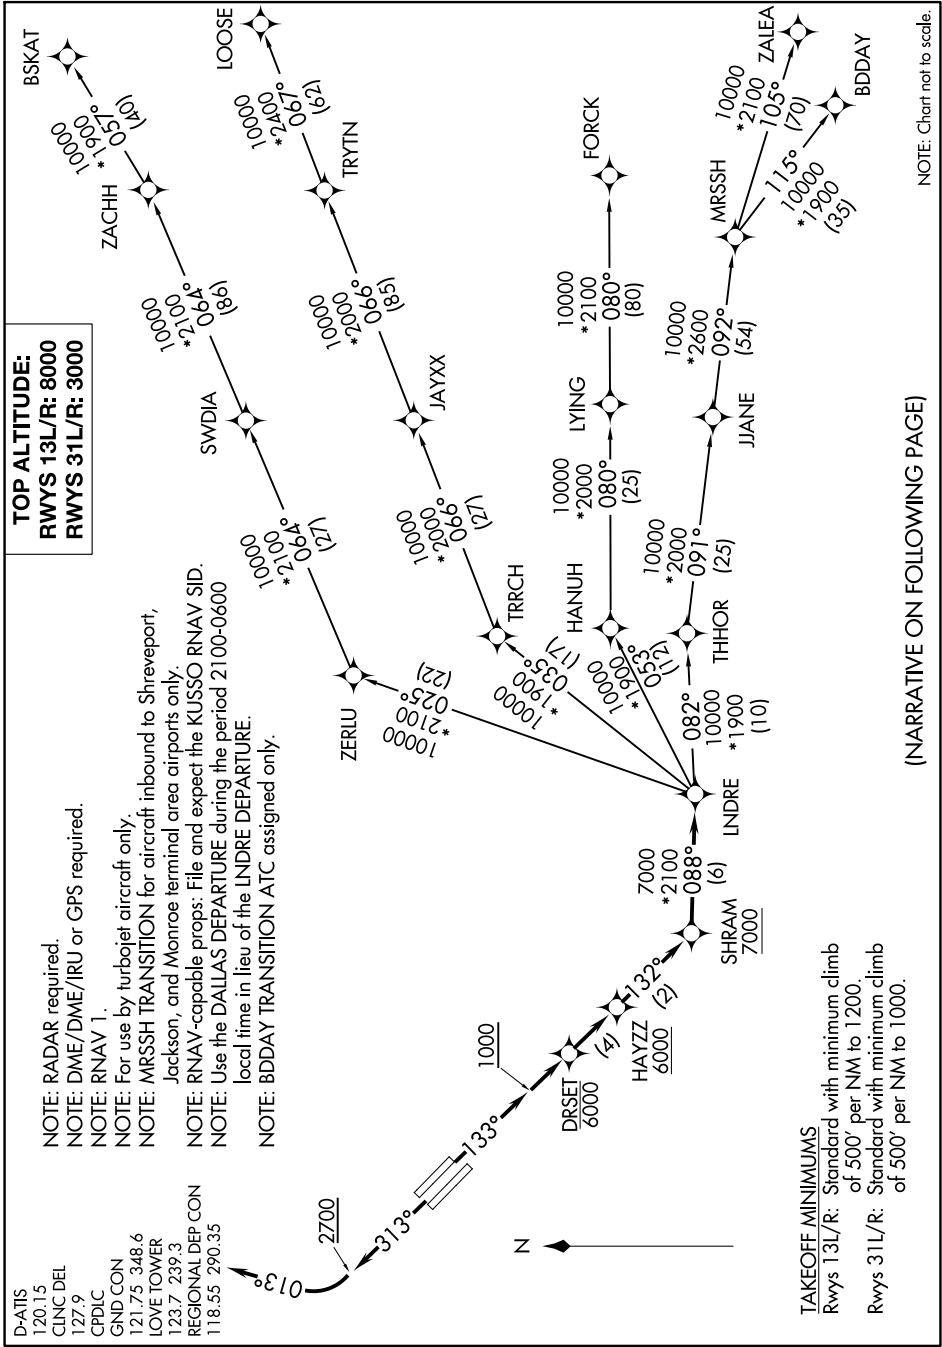 D-ATIS
120.15
CLNC DEL
127.9
CPDLC
GND CON
121.75 348.6
LOVE TOWER
123.7 239.3
REGIONAL DEP CON
118.55 290.35
NOTE: RADAR required.
NOTE: DME/DME/IRU or GPS required.
NOTE: RNAV 1.
NOTE: For use by turbojet aircraft only.
NOTE: MRSSH TRANSITION for aircraft inbound to Shreveport,
Jackson, and Monroe terminal area airports only.
NOTE: RNAV-capable props: File and expect the KUSSO RNAV SID.
NOTE: Use the DALLAS DEPARTURE during the period 2100-0600
local time in lieu of the LNDRE DEPARTURE.
NOTE: BDDAY TRANSITION ATC assigned only.
TOP ALTITUDE:
RWYS 13L/R: 8000
RWYS 31L/R: 3000
BSKAT
10000
*1900
057°
(40)
ZACHH
10000
*2100
064°
(86)
SWDIA
10000
*2100
064°
(27)
ZERLU
10000
*2100
025°
(22)
LOOSE
10000
*2400
067°
(62)
TRYTN
10000
*2000
066°
(85)
JAYXX
10000
*2000
066°
(27)
TRRCH
10000
*1900
035°
(17)
FORCK
10000
*2100
080°
(80)
LYING
10000
*2000
080°
(25)
HANUH
10000
*1900
053°
(12)
ZALEA
10000
*2100
105°
(70)
BDDAY
115°
10000
*1900
(35)
MRSSH
10000
*2600
092°
(54)
JJANE
10000
*2000
091°
(25)
THHOR
082°
10000
*1900
(10)
LNDRE
7000
*2100
088°
(6)
SHRAM
7000
132°
(2)
HAYZZ
6000
(4)
DRSET
6000
1000
133°
313°
2700
013°
N
TAKEOFF MINIMUMS
Rwys 13L/R: Standard with minimum climb
of 500' per NM to 1200.
Rwys 31L/R: Standard with minimum climb
of 500' per NM to 1000.
(NARRATIVE ON FOLLOWING PAGE)
NOTE: Chart not to scale.